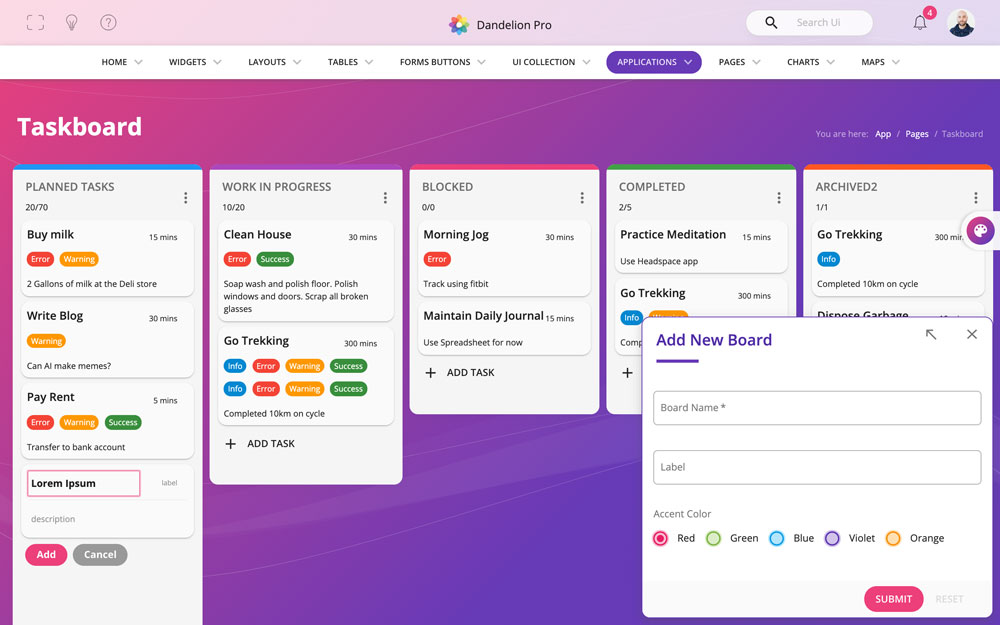 ?
Dandelion Pro
Search Ui
4
HOME
WIDGETS
LAYOUTS
TABLES
FORMS BUTTONS
UI COLLECTION
APPLICATIONS
PAGES
CHARTS
MAPS
Taskboard
You are here: App / Pages / Taskboard
PLANNED TASKS
20/70
Buy milk
15 mins
Error
Warning
2 Gallons of milk at the Deli store
Write Blog
30 mins
Warning
Can AI make memes?
Pay Rent
5 mins
Error
Warning
Success
Transfer to bank account
Lorem Ipsum
label
description
Add
Cancel
WORK IN PROGRESS
10/20
Clean House
30 mins
Error
Success
Soap wash and polish floor. Polish
windows and doors. Scrap all broken
glasses
Go Trekking
300 mins
Info
Error
Warning
Success
Info
Error
Warning
Success
Completed 10km on cycle
+ ADD TASK
BLOCKED
0/0
Morning Jog
30 mins
Error
Track using fitbit
Maintain Daily Journal
15 mins
Use Spreadsheet for now
+ ADD TASK
COMPLETED
2/5
Practice Meditation
15 mins
Use Headspace app
Go Trekking
300 mins
Info
Warning
Comp
+
ARCHIVED2
1/1
Go Trekking
300 min
Info
Completed 10km on cycle
Dispose Garbage
Add New Board
Board Name *
Label
Accent Color
Red
Green
Blue
Violet
Orange
SUBMIT
RESET